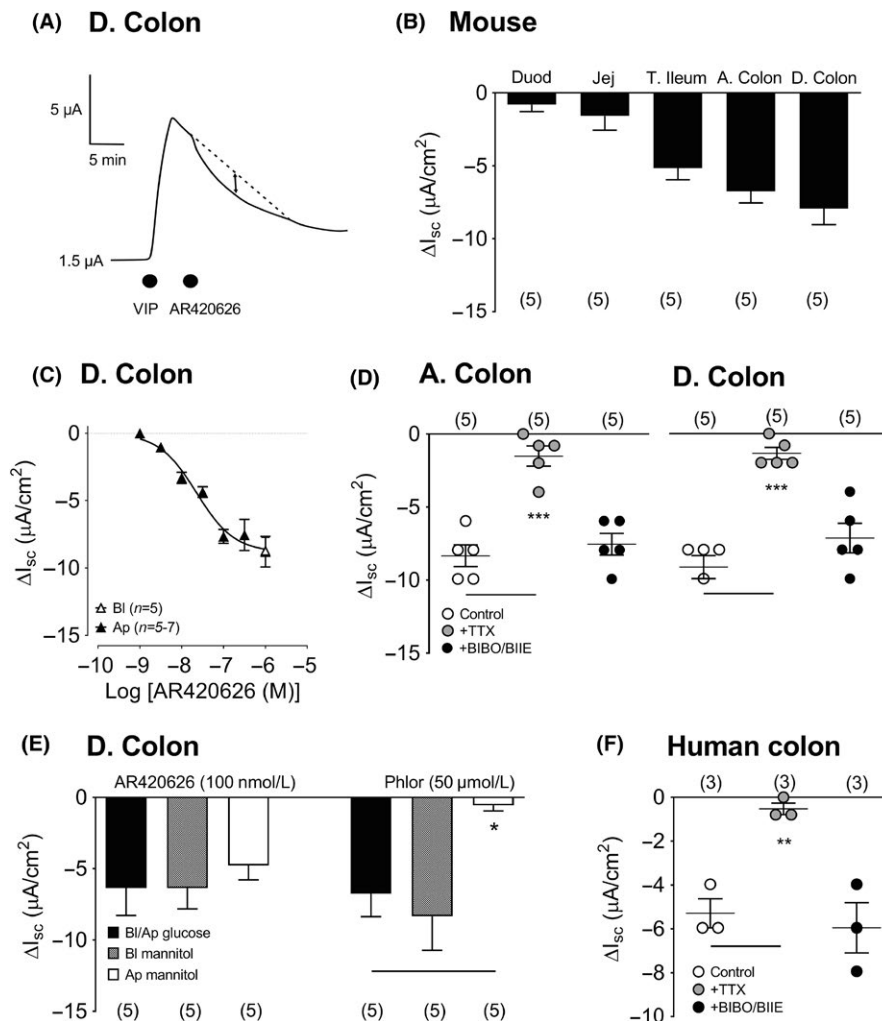 (A) D. Colon
5 µA
5 min
1.5 µA
VIP AR420626
(B) Mouse
Duod Jej T. Ileum A. Colon D. Colon
0
−5
−10
−15
ΔIsc (µA/cm²)
(5) (5) (5) (5) (5)
(C) D. Colon
0
−5
−10
−15
ΔIsc (µA/cm²)
Bl (n=5)
Ap (n=5-7)
−10 −9 −8 −7 −6 −5
Log [AR420626 (M)]
(D) A. Colon D. Colon
(5) (5) (5) (5) (5) (5)
0
−5
−10
−15
ΔIsc (µA/cm²)
*** ***
Control
+TTX
+BIBO/BIIE
(E) D. Colon
AR420626 (100 nmol/L) Phlor (50 µmol/L)
0
−5
−10
−15
ΔIsc (µA/cm²)
*
Bl/Ap glucose
Bl mannitol
Ap mannitol
(5) (5) (5) (5) (5) (5)
(F) Human colon
(3) (3) (3)
0
−2
−4
−6
−8
−10
ΔIsc (µA/cm²)
**
Control
+TTX
+BIBO/BIIE